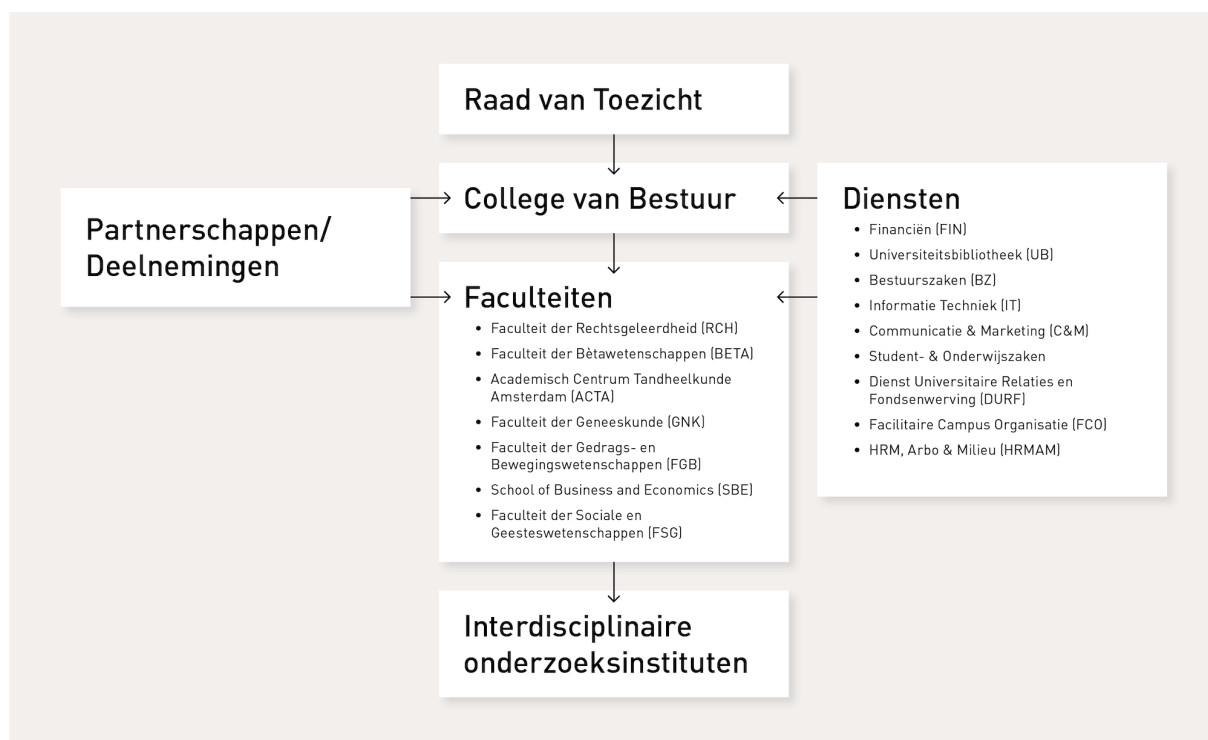 Raad van Toezicht
College van Bestuur
Partnerschappen/
Deelnemingen
Faculteiten
• Faculteit der Rechtsgeleerdheid (RCH)
• Faculteit der Bètawetenschappen (BETA)
• Academisch Centrum Tandheelkunde
Amsterdam (ACTA)
• Faculteit der Geneeskunde (GNK)
• Faculteit der Gedrags- en
Bewegingswetenschappen (FGB)
• School of Business and Economics (SBE)
• Faculteit der Sociale en
Geesteswetenschappen (FSG)
Diensten
• Financiën (FIN)
• Universiteitsbibliotheek (UB)
• Bestuurszaken (BZ)
• Informatie Techniek (IT)
• Communicatie & Marketing (C&M)
• Student- & Onderwijszaken
• Dienst Universitaire Relaties en
Fondsenwerving (DURF)
• Facilitaire Campus Organisatie (FCO)
• HRM, Arbo & Milieu (HRMAM)
Interdisciplinaire
onderzoeksinstituten